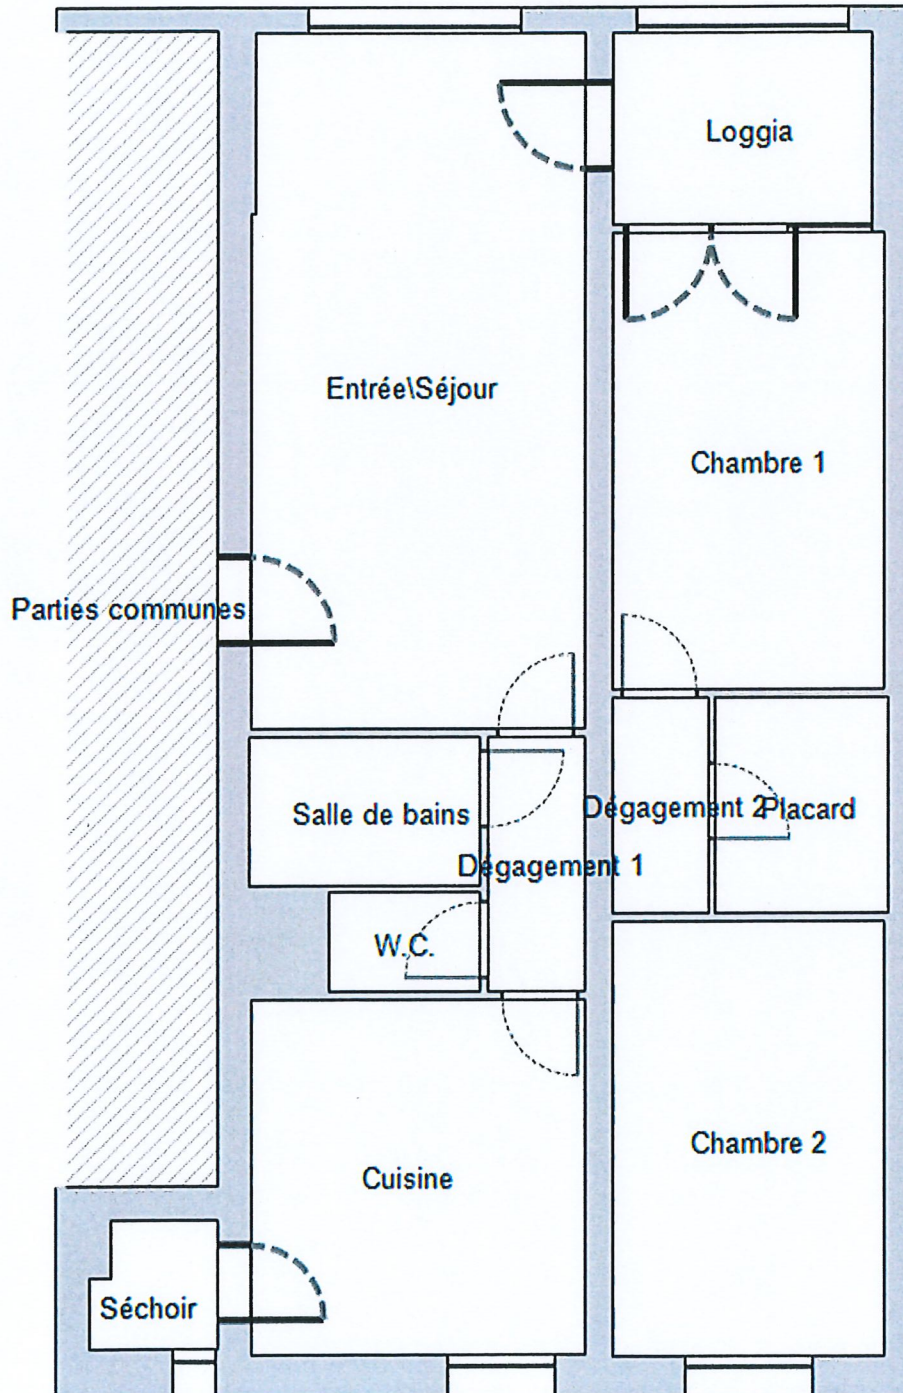 Loggia
Entrée\Séjour
Chambre 1
Parties communes
Salle de bains
Dégagement 2
Placard
Dégagement 1
W.C.
Chambre 2
Cuisine
Séchoir